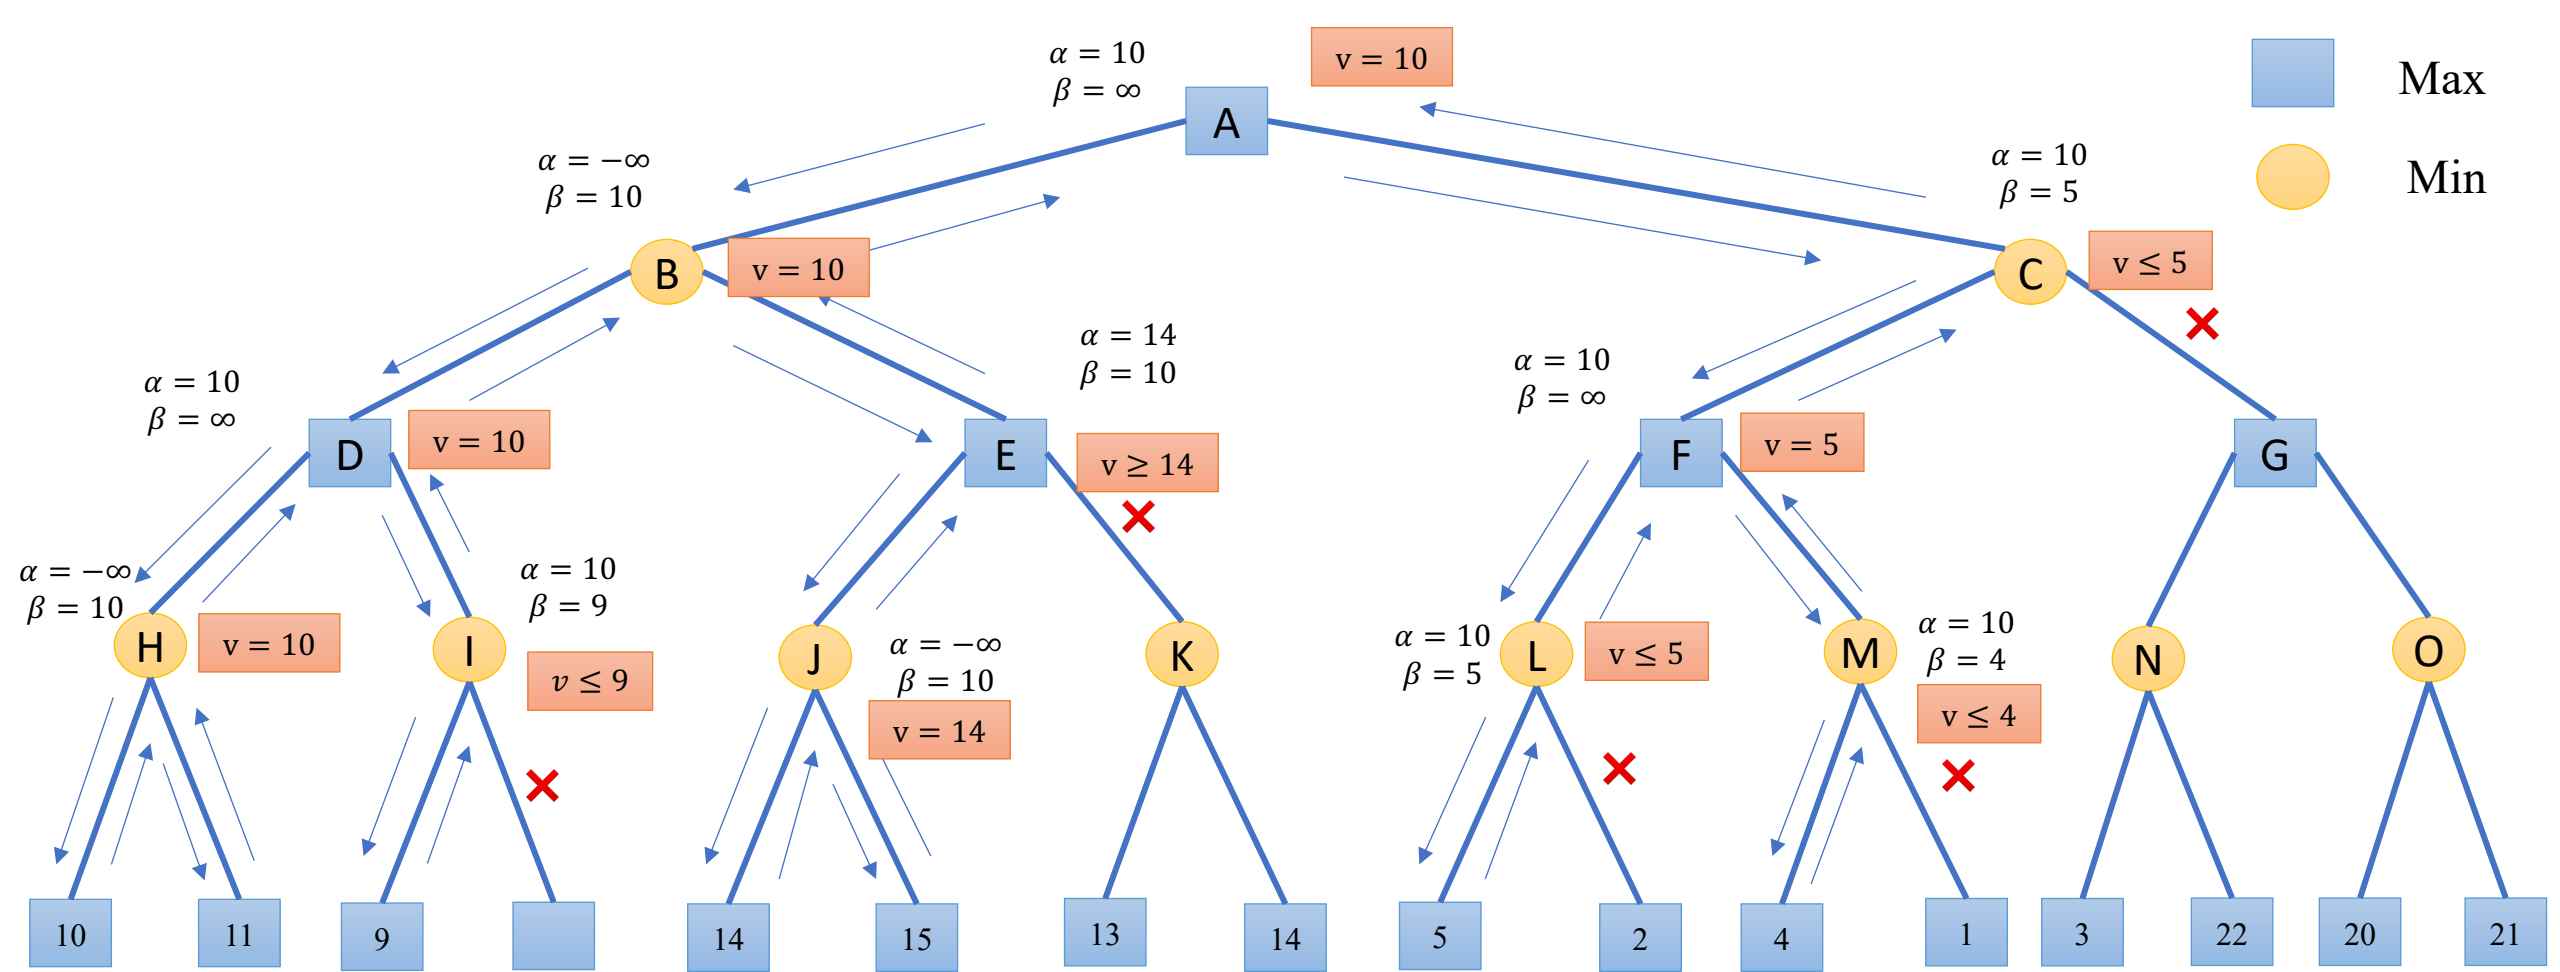 α = 10
β = ∞
v = 10
Max
A
α = −∞
β = 10
α = 10
β = 5
Min
B
v = 10
C
v ≤ 5
α = 14
β = 10
α = 10
β = ∞
α = 10
β = ∞
D
v = 10
E
v ≥ 14
F
v = 5
G
α = −∞
β = 10
α = 10
β = 9
H
v = 10
I
v ≤ 9
J
α = −∞
β = 10
v = 14
K
α = 10
β = 5
L
v ≤ 5
M
α = 10
β = 4
v ≤ 4
N
O
10
11
9
14
15
13
14
5
2
4
1
3
22
20
21